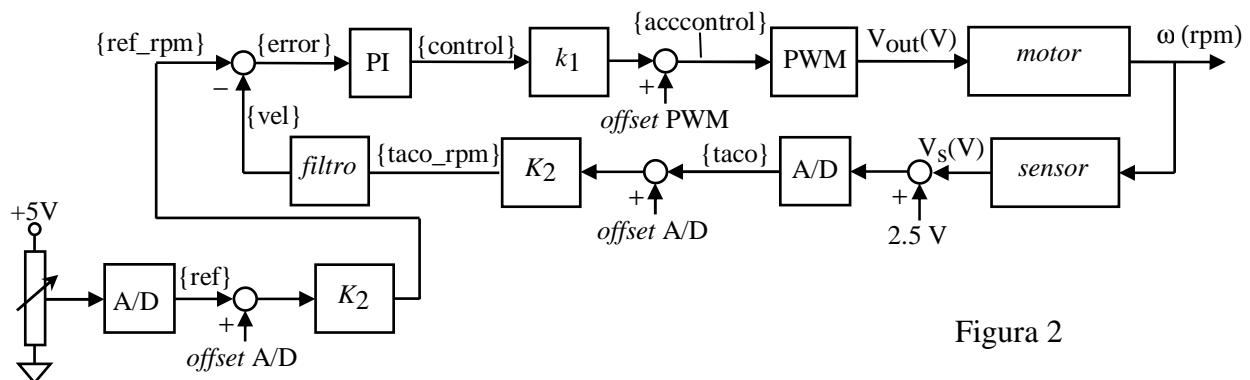 {ref_rpm}
{error}
PI
{control}
k1
{acccontrol}
+
offset PWM
PWM
Vout(V)
motor
ω (rpm)
−
{vel}
filtro
{taco_rpm}
K2
+
offset A/D
{taco}
A/D
+
2.5 V
Vs(V)
sensor
+5V
A/D
{ref}
+
offset A/D
K2
Figura 2